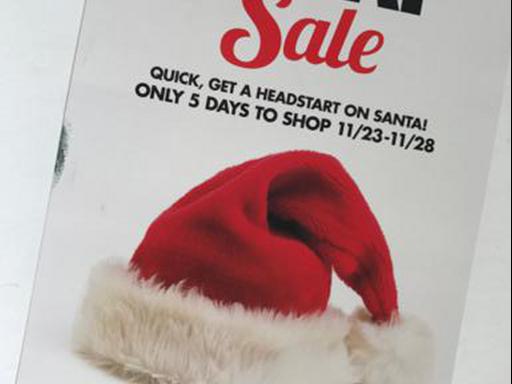 Sale
QUICK, GET A HEADSTART ON SANTA!
ONLY 5 DAYS TO SHOP 11/23-11/28